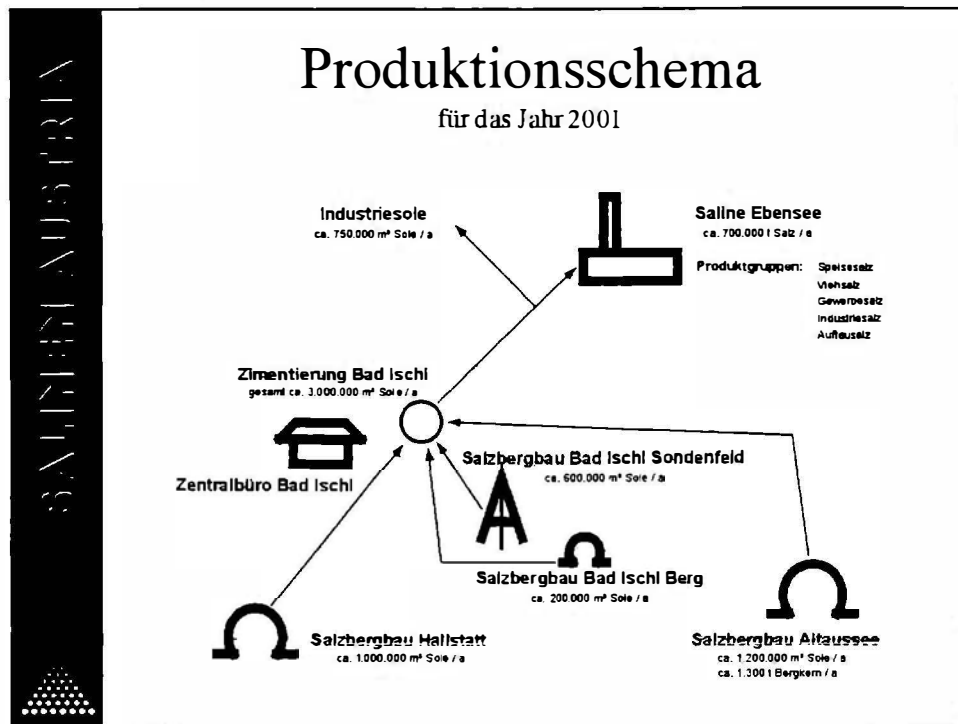 SALINEN AUSTRIA
Produktionsschema
für das Jahr 2001
Industriesole
ca. 750.000 m³ Sole / a
Saline Ebensee
ca. 700.000 t Salz / a
Produktgruppen:
Speisesalz
Viehsalz
Gewerbesalz
Industriesalz
Auftausalz
Zimentierung Bad Ischl
gesamt ca. 3.000.000 m³ Sole / a
Zentralbüro Bad Ischl
Salzbergbau Bad Ischl Sondenfeld
ca. 600.000 m³ Sole / a
Salzbergbau Bad Ischl Berg
ca. 200.000 m³ Sole / a
Salzbergbau Hallstatt
ca. 1.000.000 m³ Sole / a
Salzbergbau Altaussee
ca. 1.200.000 m³ Sole / a
ca. 1.300 t Bergkern / a